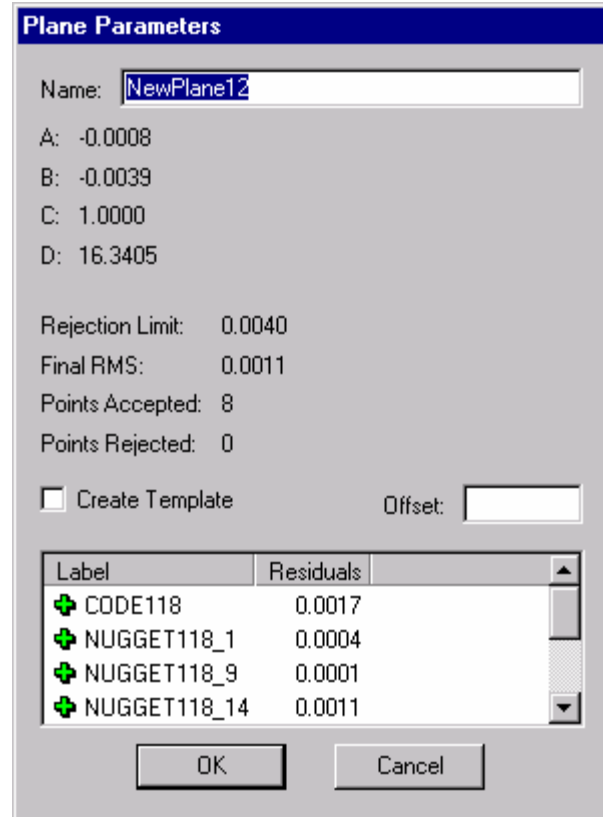 Plane Parameters
Name: NewPlane12
A: -0.0008
B: -0.0039
C: 1.0000
D: 16.3405
Rejection Limit: 0.0040
Final RMS: 0.0011
Points Accepted: 8
Points Rejected: 0
Create Template Offset:
Label Residuals
CODE118 0.0017
NUGGET118_1 0.0004
NUGGET118_9 0.0001
NUGGET118_14 0.0011
OK Cancel